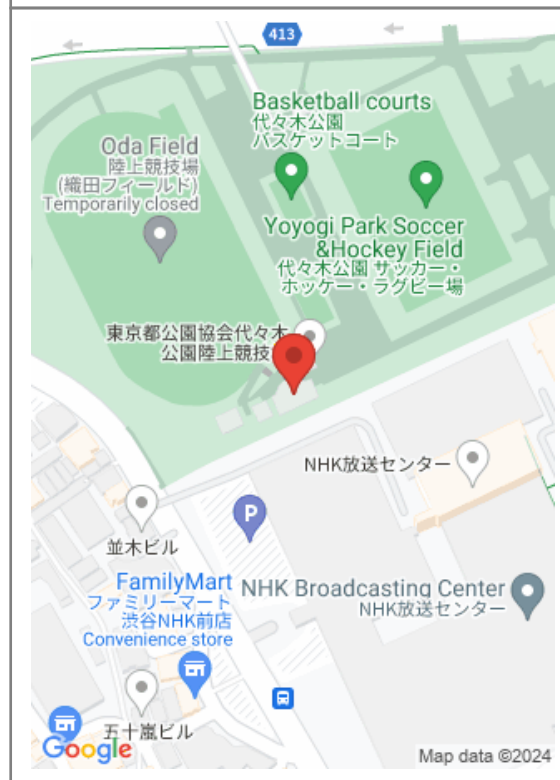 413
Basketball courts
代々木公園
バスケットコート
Oda Field
陸上競技場
(織田フィールド)
Temporarily closed
Yoyogi Park Soccer
&Hockey Field
代々木公園 サッカー・
ホッケー・ラグビー場
東京都公園協会代々木
公園陸上競技
NHK放送センター
P
並木ビル
FamilyMart
ファミリーマート
渋谷NHK前店
Convenience store
NHK Broadcasting Center
NHK放送センター
五十嵐ビル
Google
Map data ©2024